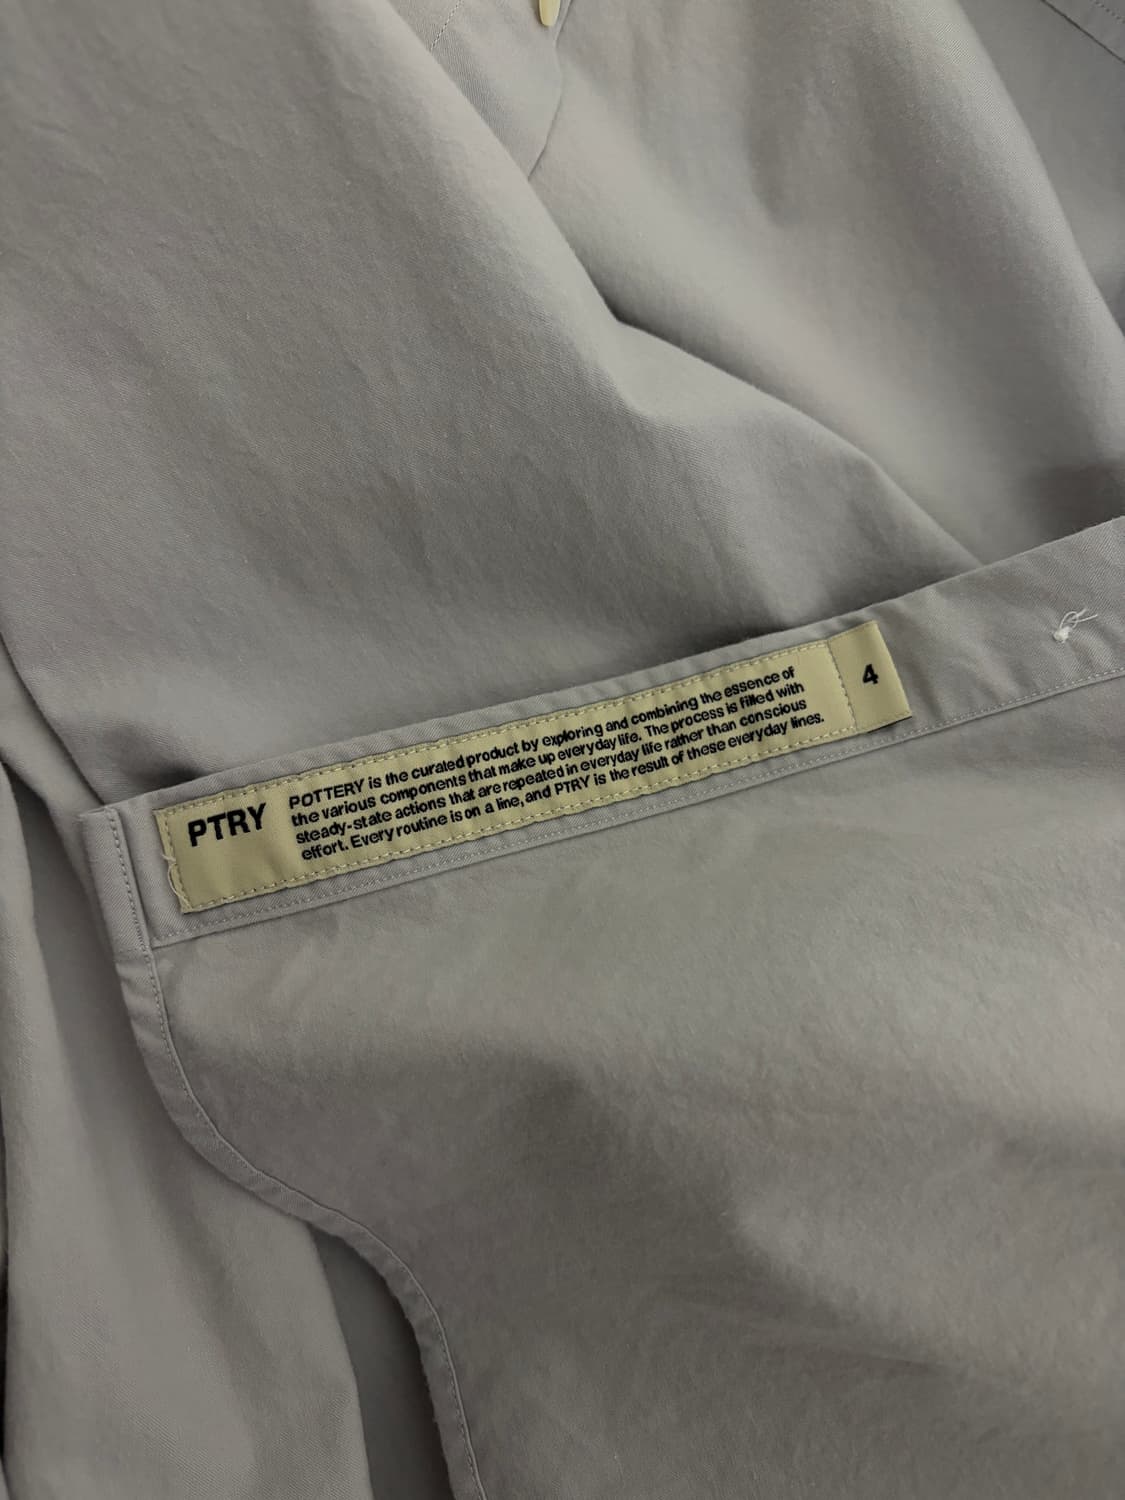 PTRY
POTTERY is the curated product by exploring and combining the essence of
the various components that make up everyday life. The process is filled with
steady-state actions that are repeated in everyday life rather than conscious
effort. Every routine is on a line, and PTRY is the result of these everyday lines.
4